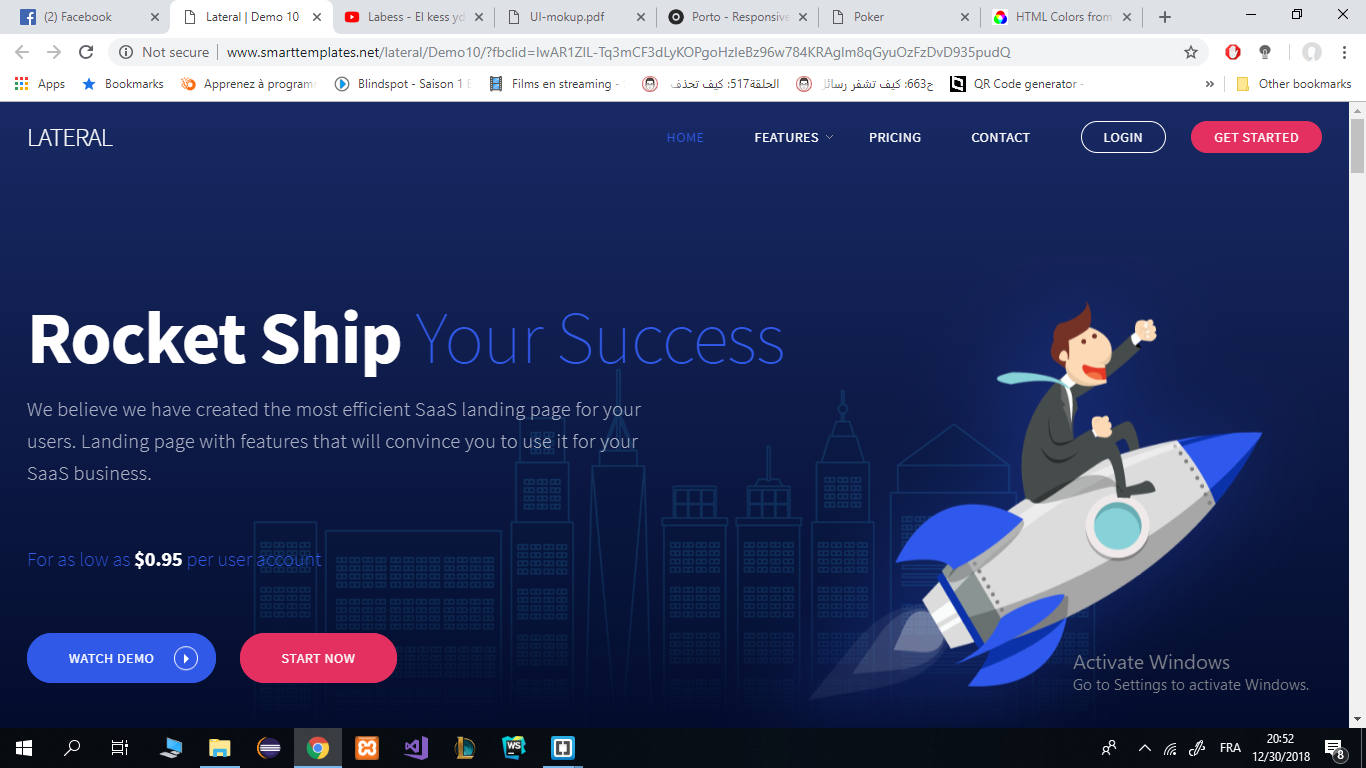 (2) Facebook
Lateral | Demo 10
Labess - El kess yd
UI-mokup.pdf
Porto - Responsive
Poker
HTML Colors from
Not secure | www.smarttemplates.net/lateral/Demo10/?fbclid=IwAR1ZIL-Tq3mCF3dLyKOPgoHzIeBz96w784KRAgIm8qGyuOzFzDvD935pudQ
Apps
Bookmarks
Apprenez à program
Blindspot - Saison 1 E
Films en streaming -
الحلقة517: كيف تحذف
ح663: كيف تشفر رسائل
QR Code generator -
»
Other bookmarks
LATERAL
HOME
FEATURES
PRICING
CONTACT
LOGIN
GET STARTED
Rocket Ship Your Success
We believe we have created the most efficient SaaS landing page for your
users. Landing page with features that will convince you to use it for your
SaaS business.
For as low as $0.95 per user account
WATCH DEMO
START NOW
Activate Windows
Go to Settings to activate Windows.
WS
FRA
20:52
12/30/2018
8